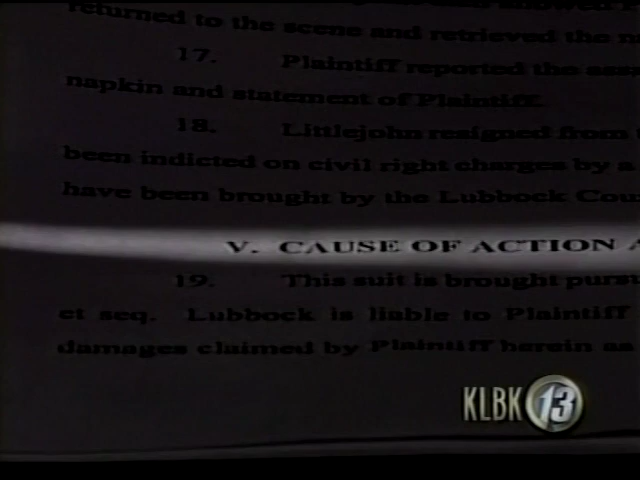 returned to the scene and retrieved the
17. Plaintiff reported the
napkin and statement of Plaintiff.
18. Littlejohn resigned from
been indicted on civil right charges by a
have been brought by the Lubbock Cou
V. CAUSE OF ACTION A
19. This suit is brought pursu
et seq. Lubbock is liable to Plaintiff
damages claimed by Plaintiff herein as
KLBK 13